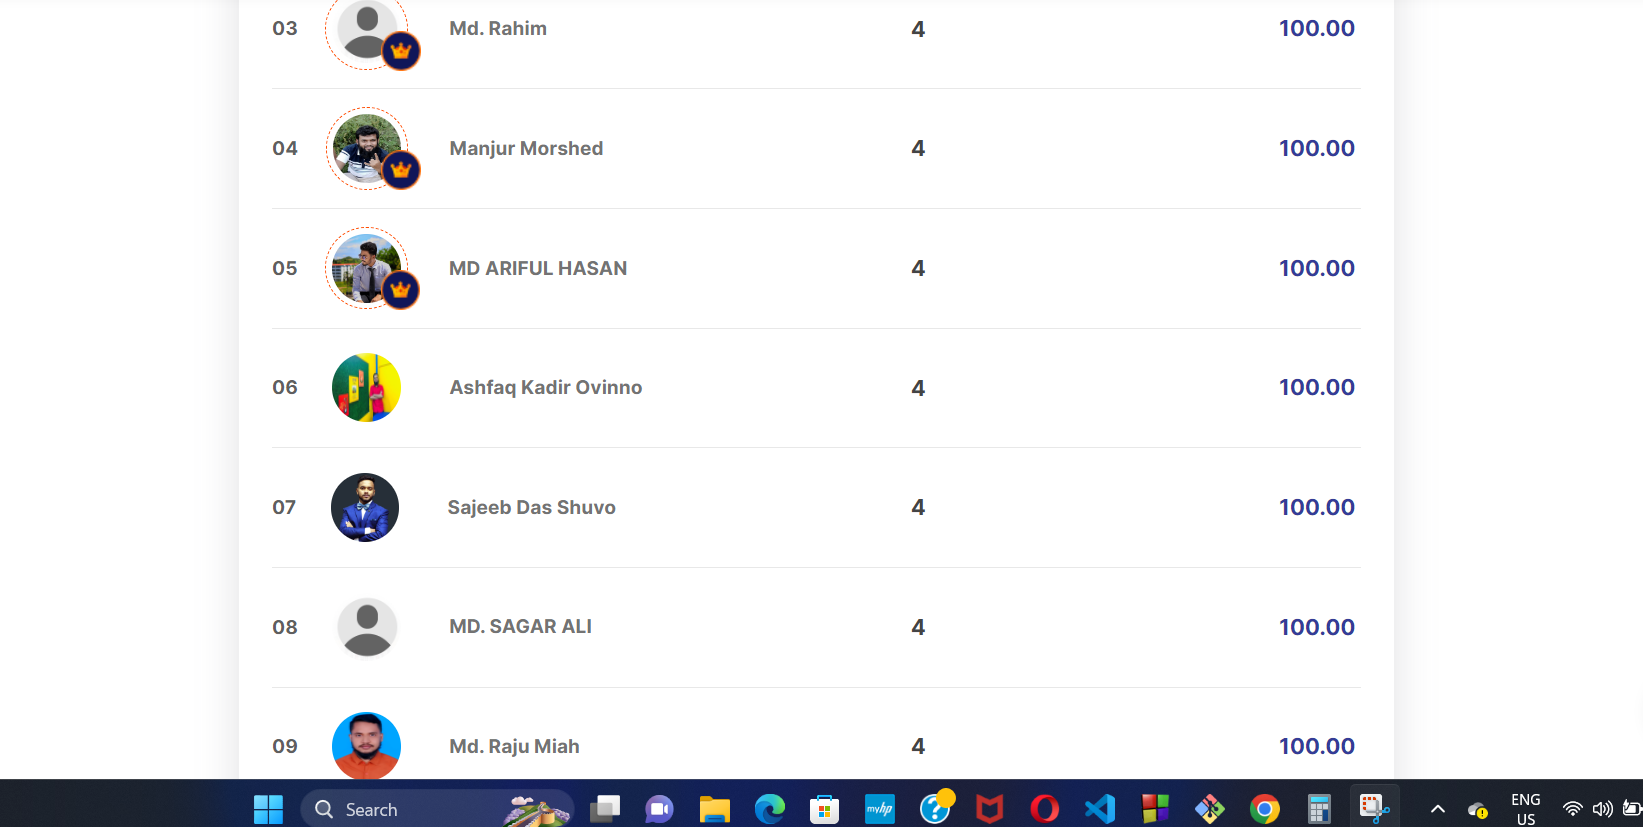 03 Md. Rahim 4 100.00
04 Manjur Morshed 4 100.00
05 MD ARIFUL HASAN 4 100.00
06 Ashfaq Kadir Ovinno 4 100.00
07 Sajeeb Das Shuvo 4 100.00
08 MD. SAGAR ALI 4 100.00
09 Md. Raju Miah 4 100.00
Search
myhp
?
ENG
US